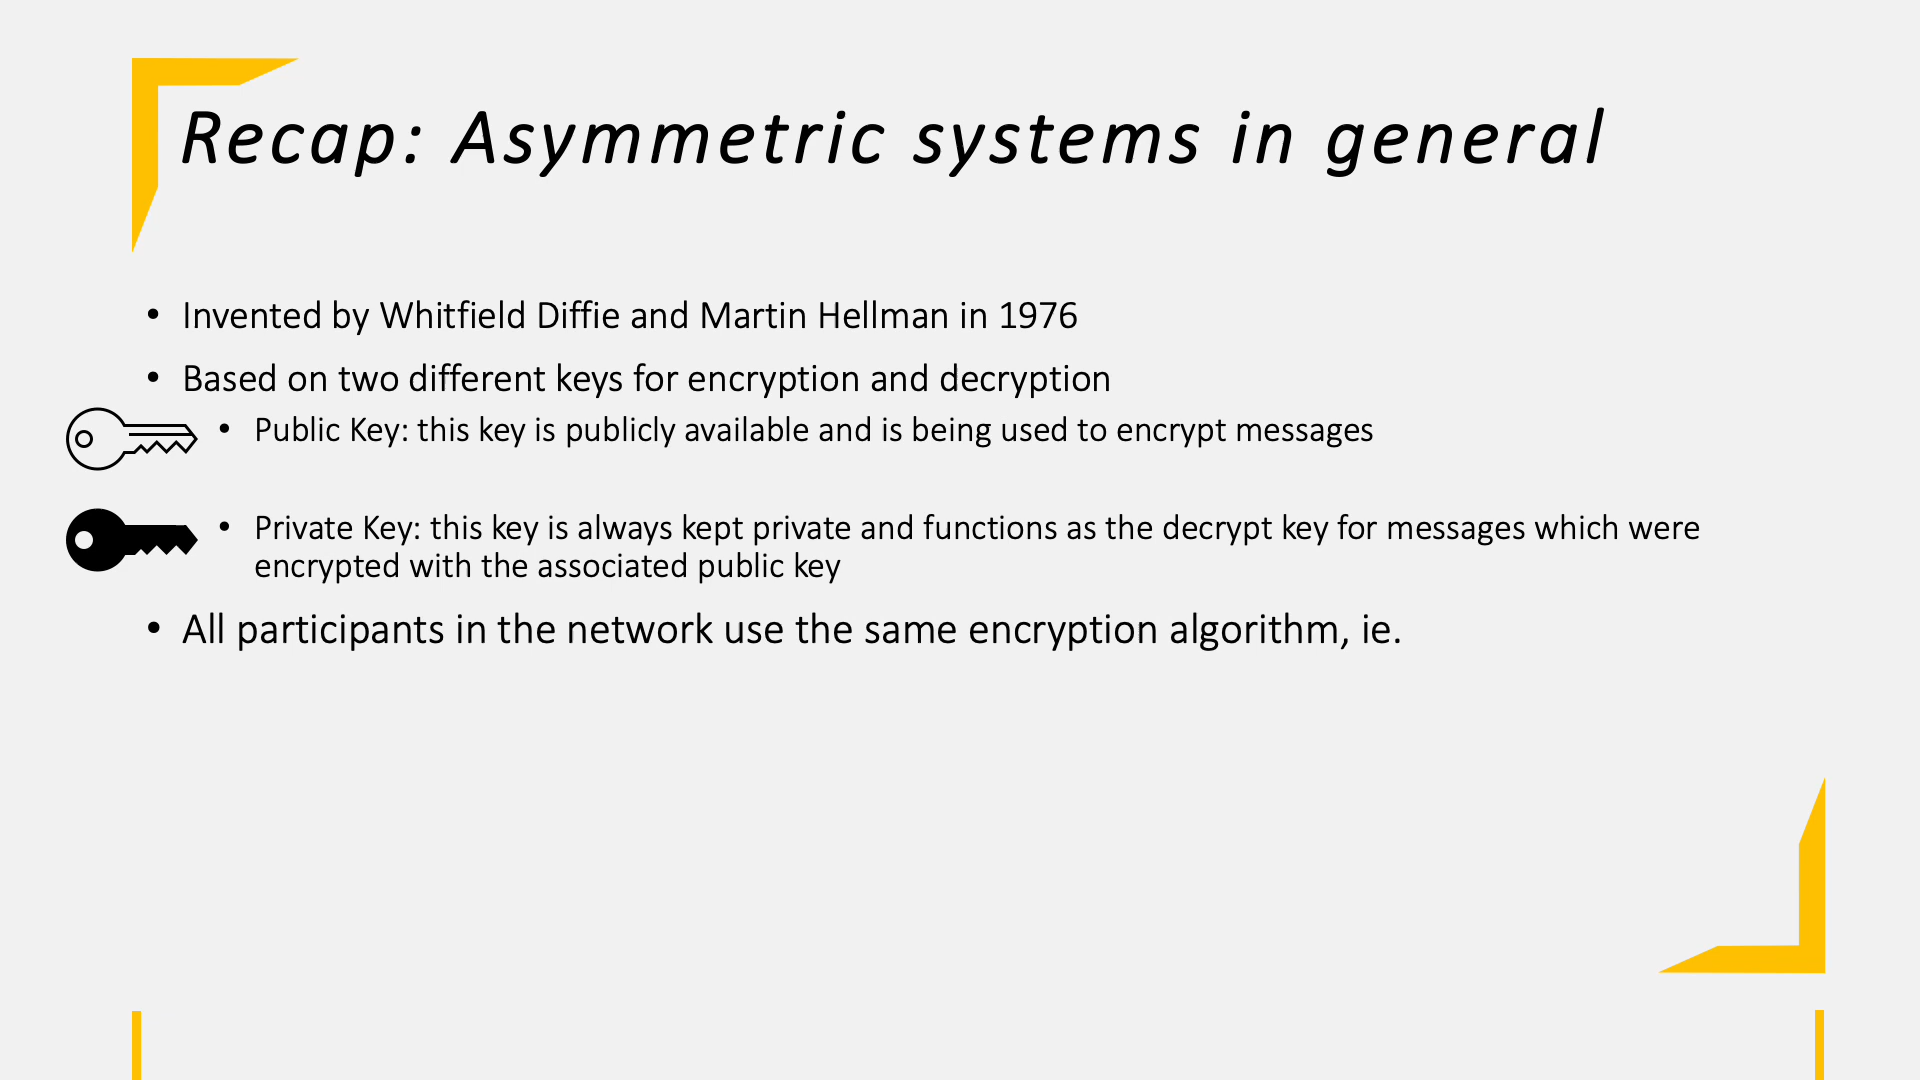 Recap: Asymmetric systems in general
• Invented by Whitfield Diffie and Martin Hellman in 1976
• Based on two different keys for encryption and decryption
• Public Key: this key is publicly available and is being used to encrypt messages
• Private Key: this key is always kept private and functions as the decrypt key for messages which were
encrypted with the associated public key
• All participants in the network use the same encryption algorithm, ie.